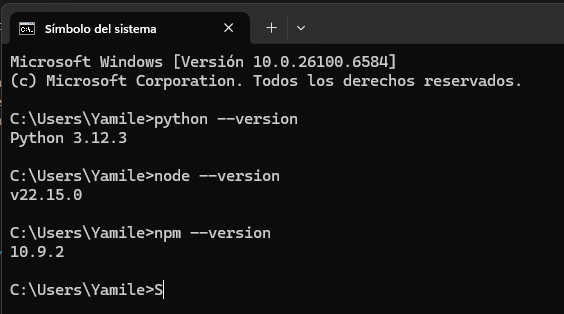 Símbolo del sistema
Microsoft Windows [Versión 10.0.26100.6584]
(c) Microsoft Corporation. Todos los derechos reservados.
C:\Users\Yamile>python --version
Python 3.12.3
C:\Users\Yamile>node --version
v22.15.0
C:\Users\Yamile>npm --version
10.9.2
C:\Users\Yamile>S